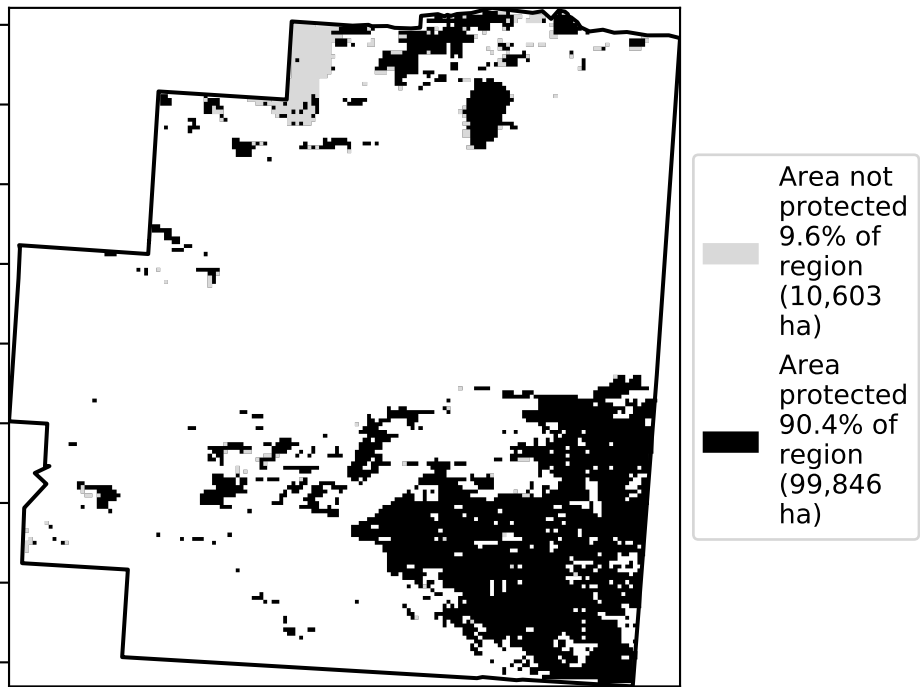 Area not
protected
9.6% of
region
(10,603
ha)
Area
protected
90.4% of
region
(99,846
ha)